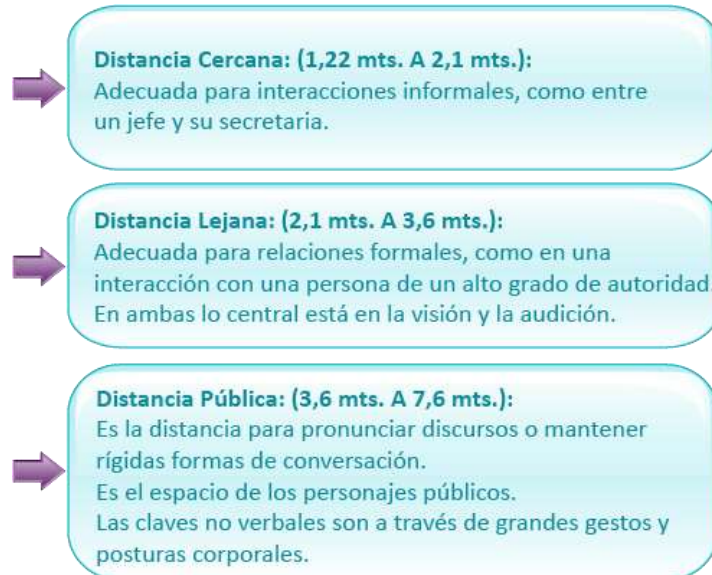 Distancia Cercana: (1,22 mts. A 2,1 mts.):
Adecuada para interacciones informales, como entre
un jefe y su secretaria.
Distancia Lejana: (2,1 mts. A 3,6 mts.):
Adecuada para relaciones formales, como en una
interacción con una persona de un alto grado de autoridad.
En ambas lo central está en la visión y la audición.
Distancia Pública: (3,6 mts. A 7,6 mts.):
Es la distancia para pronunciar discursos o mantener
rígidas formas de conversación.
Es el espacio de los personajes públicos.
Las claves no verbales son a través de grandes gestos y
posturas corporales.